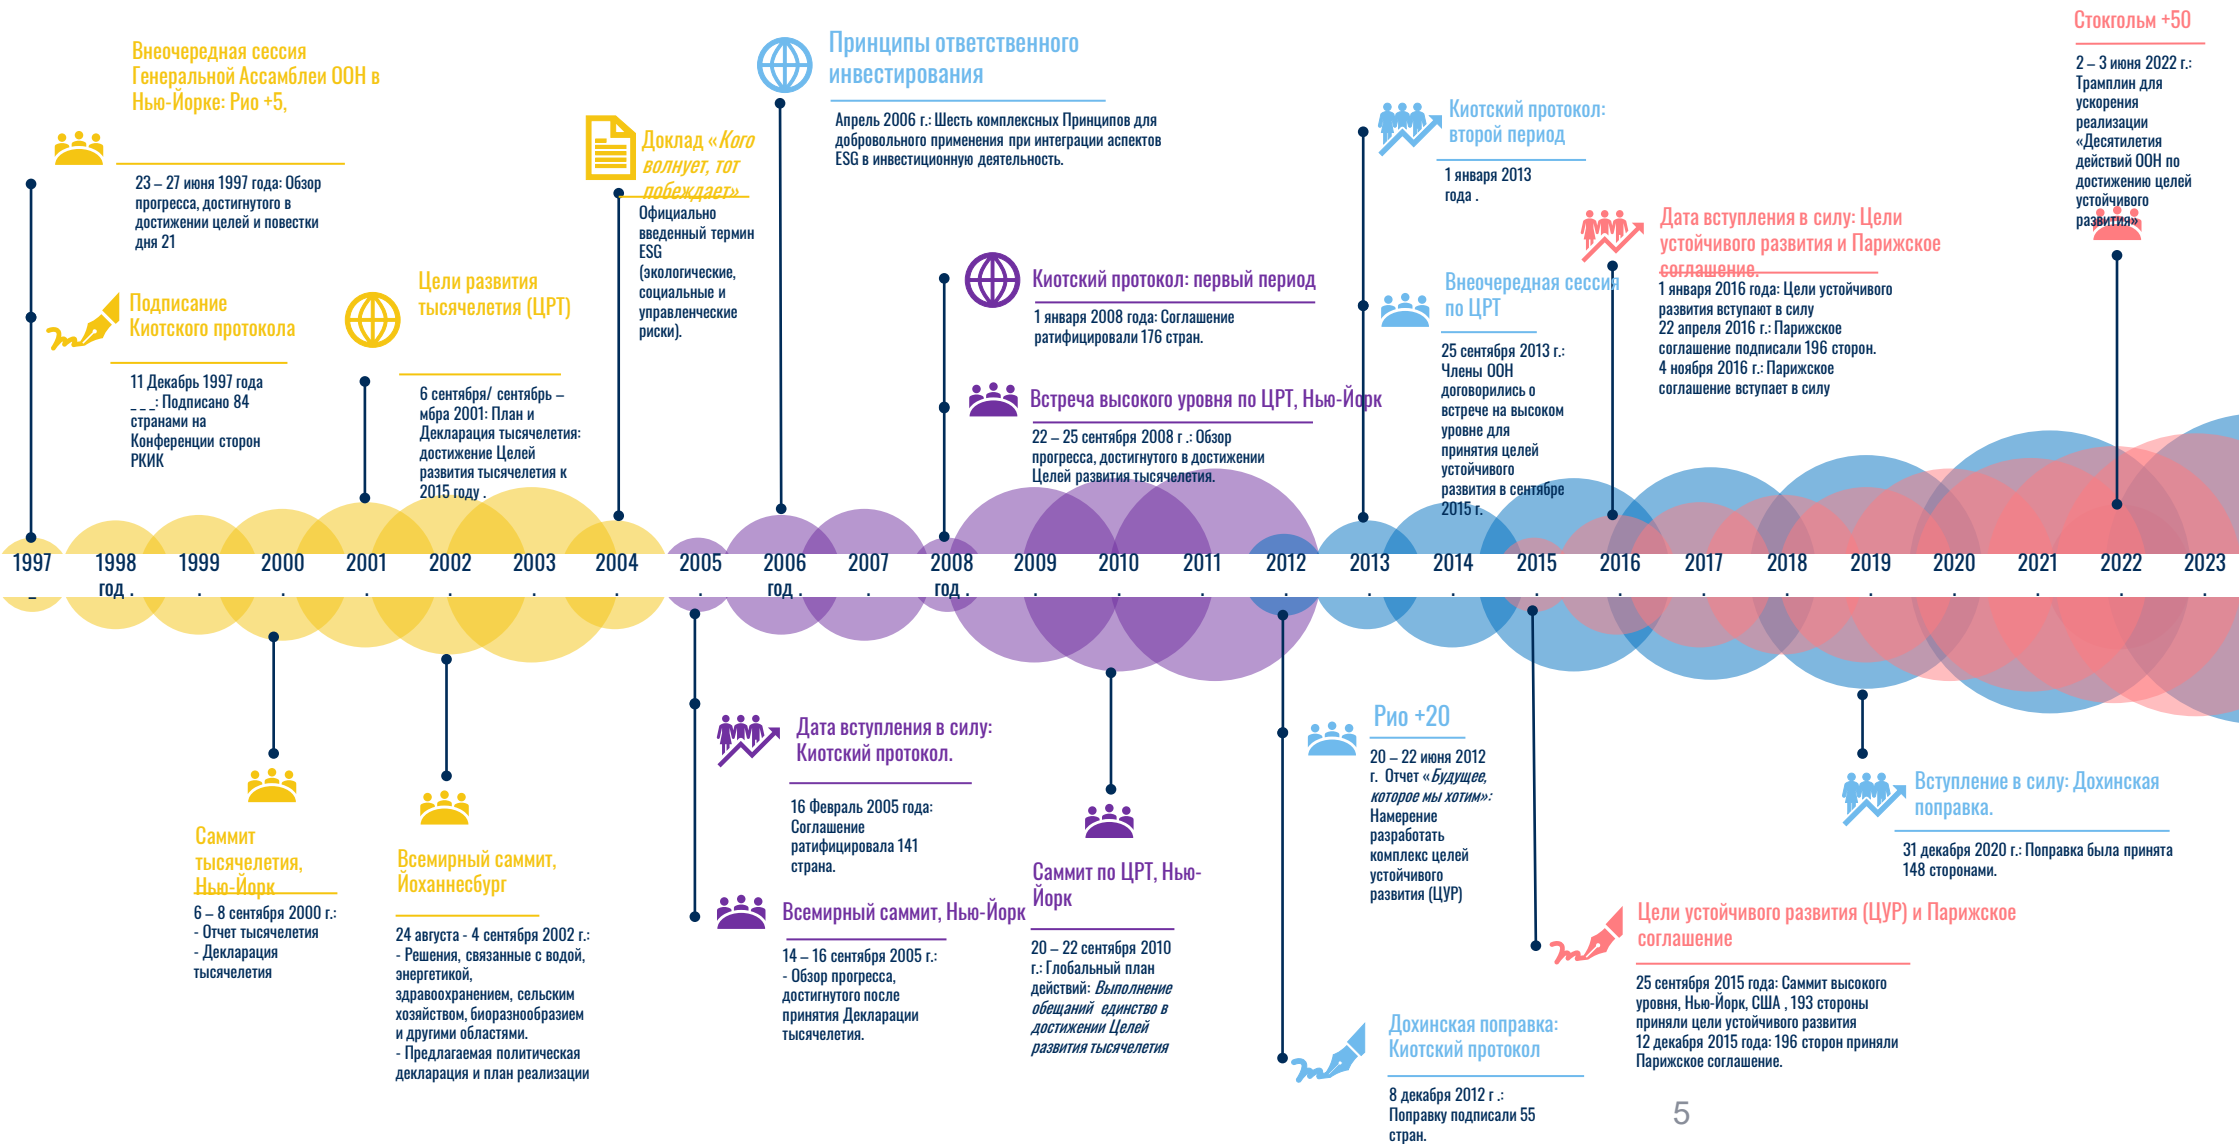 Внеочередная сессия
Генеральной Ассамблеи ООН в
Нью-Йорке: Рио +5,
23 – 27 июня 1997 года: Обзор
прогресса, достигнутого в
достижении целей и повестки
дня 21
Подписание
Киотского протокола
11 Декабрь 1997 года
_ _ _: Подписано 84
странами на
Конференции сторон
РКИК
Цели развития
тысячелетия (ЦРТ)
6 сентября/ сентябрь –
мбра 2001: План и
Декларация тысячелетия:
достижение Целей
развития тысячелетия к
2015 году .
Доклад «Кого
волнует, тот
побеждает»
Официально
введенный термин
ESG
(экологические,
социальные и
управленческие
риски).
Принципы ответственного
инвестирования
Апрель 2006 г.: Шесть комплексных Принципов для
добровольного применения при интеграции аспектов
ESG в инвестиционную деятельность.
Киотский протокол: первый период
1 января 2008 года: Соглашение
ратифицировали 176 стран.
Встреча высокого уровня по ЦРТ, Нью-Йорк
22 – 25 сентября 2008 г .: Обзор
прогресса, достигнутого в достижении
Целей развития тысячелетия.
Киотский протокол:
второй период
1 января 2013
года .
Внеочередная сессия
по ЦРТ
25 сентября 2013 г.:
Члены ООН
договорились о
встрече на высоком
уровне для
принятия целей
устойчивого
развития в сентябре
2015 г.
Дата вступления в силу: Цели
устойчивого развития и Парижское
соглашение.
1 января 2016 года: Цели устойчивого
развития вступают в силу
22 апреля 2016 г.: Парижское
соглашение подписали 196 сторон.
4 ноября 2016 г.: Парижское
соглашение вступает в силу
Стокгольм +50
2 – 3 июня 2022 г.:
Трамплин для
ускорения
реализации
«Десятилетия
действий ООН по
достижению целей
устойчивого
развития»
1997 1998 1999 2000 2001 2002 2003 2004 2005 2006 2007 2008 2009 2010 2011 2012 2013 2014 2015 2016 2017 2018 2019 2020 2021 2022 2023
_ год . . . . . . . . год . . год . . . . . . . . . . . . . . . .
Саммит
тысячелетия,
Нью-Йорк
6 – 8 сентября 2000 г.:
- Отчет тысячелетия
- Декларация
тысячелетия
Всемирный саммит,
Йоханнесбург
24 августа - 4 сентября 2002 г.:
- Решения, связанные с водой,
энергетикой,
здравоохранением, сельским
хозяйством, биоразнообразием
и другими областями.
- Предлагаемая политическая
декларация и план реализации
Дата вступления в силу:
Киотский протокол.
16 Февраль 2005 года:
Соглашение
ратифицировала 141
страна.
Всемирный саммит, Нью-Йорк
14 – 16 сентября 2005 г.:
- Обзор прогресса,
достигнутого после
принятия Декларации
тысячелетия.
Саммит по ЦРТ, Нью-
Йорк
20 – 22 сентября 2010
г.: Глобальный план
действий: Выполнение
обещаний единство в
достижении Целей
развития тысячелетия
Рио +20
20 – 22 июня 2012
г. Отчет «Будущее,
которое мы хотим»:
Намерение
разработать
комплекс целей
устойчивого
развития (ЦУР)
Дохинская поправка:
Киотский протокол
8 декабря 2012 г .:
Поправку подписали 55
стран.
Цели устойчивого развития (ЦУР) и Парижское
соглашение
25 сентября 2015 года: Саммит высокого
уровня, Нью-Йорк, США , 193 стороны
приняли цели устойчивого развития
12 декабря 2015 года: 196 сторон приняли
Парижское соглашение.
Вступление в силу: Дохинская
поправка.
31 декабря 2020 г.: Поправка была принята
148 сторонами.
5